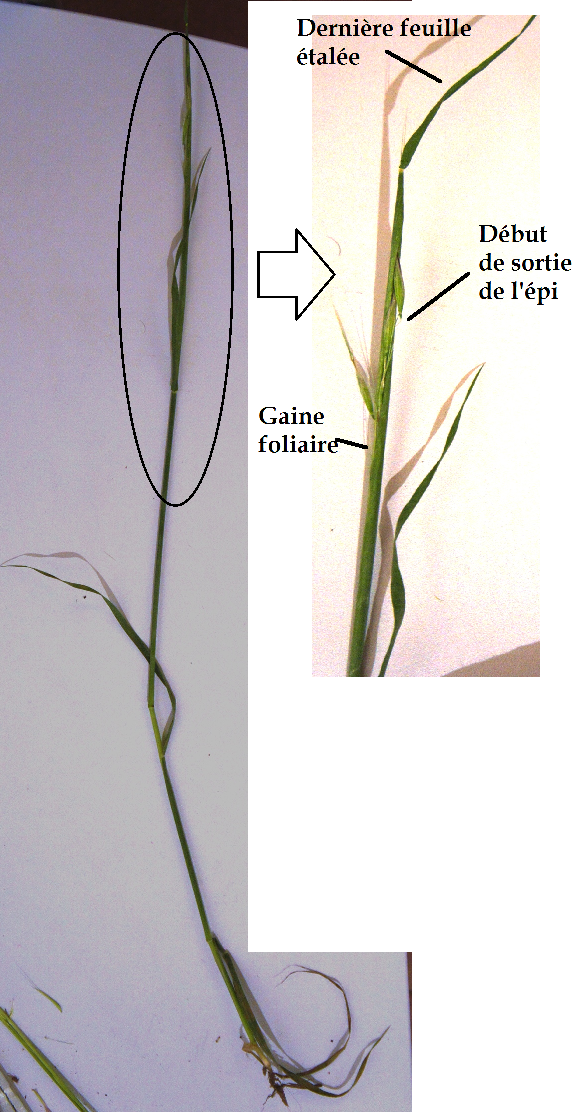 Dernière feuille
étalée
Début
de sortie
de l'épi
Gaine
foliaire